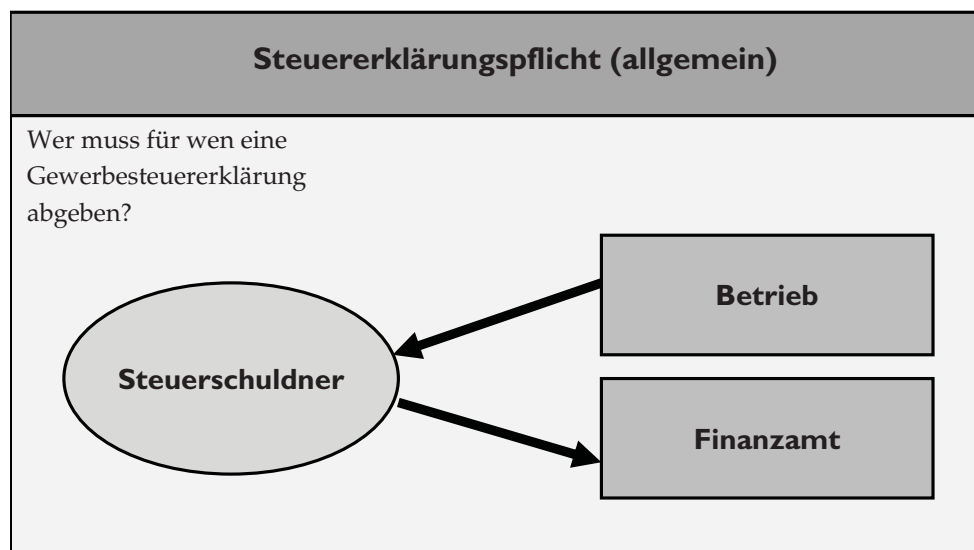 Steuererklärungspflicht (allgemein)
Wer muss für wen eine
Gewerbesteuererklärung
abgeben?
Betrieb
Steuerschuldner
Finanzamt